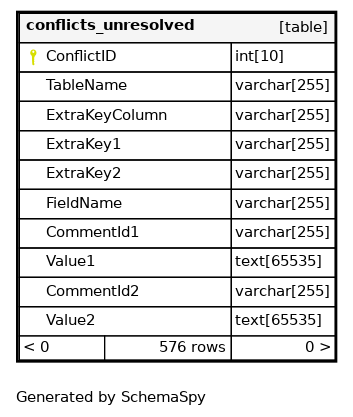 conflicts_unresolved [table]
ConflictID int[10]
TableName varchar[255]
ExtraKeyColumn varchar[255]
ExtraKey1 varchar[255]
ExtraKey2 varchar[255]
FieldName varchar[255]
CommentId1 varchar[255]
Value1 text[65535]
CommentId2 varchar[255]
Value2 text[65535]
< 0 576 rows 0 >
Generated by SchemaSpy